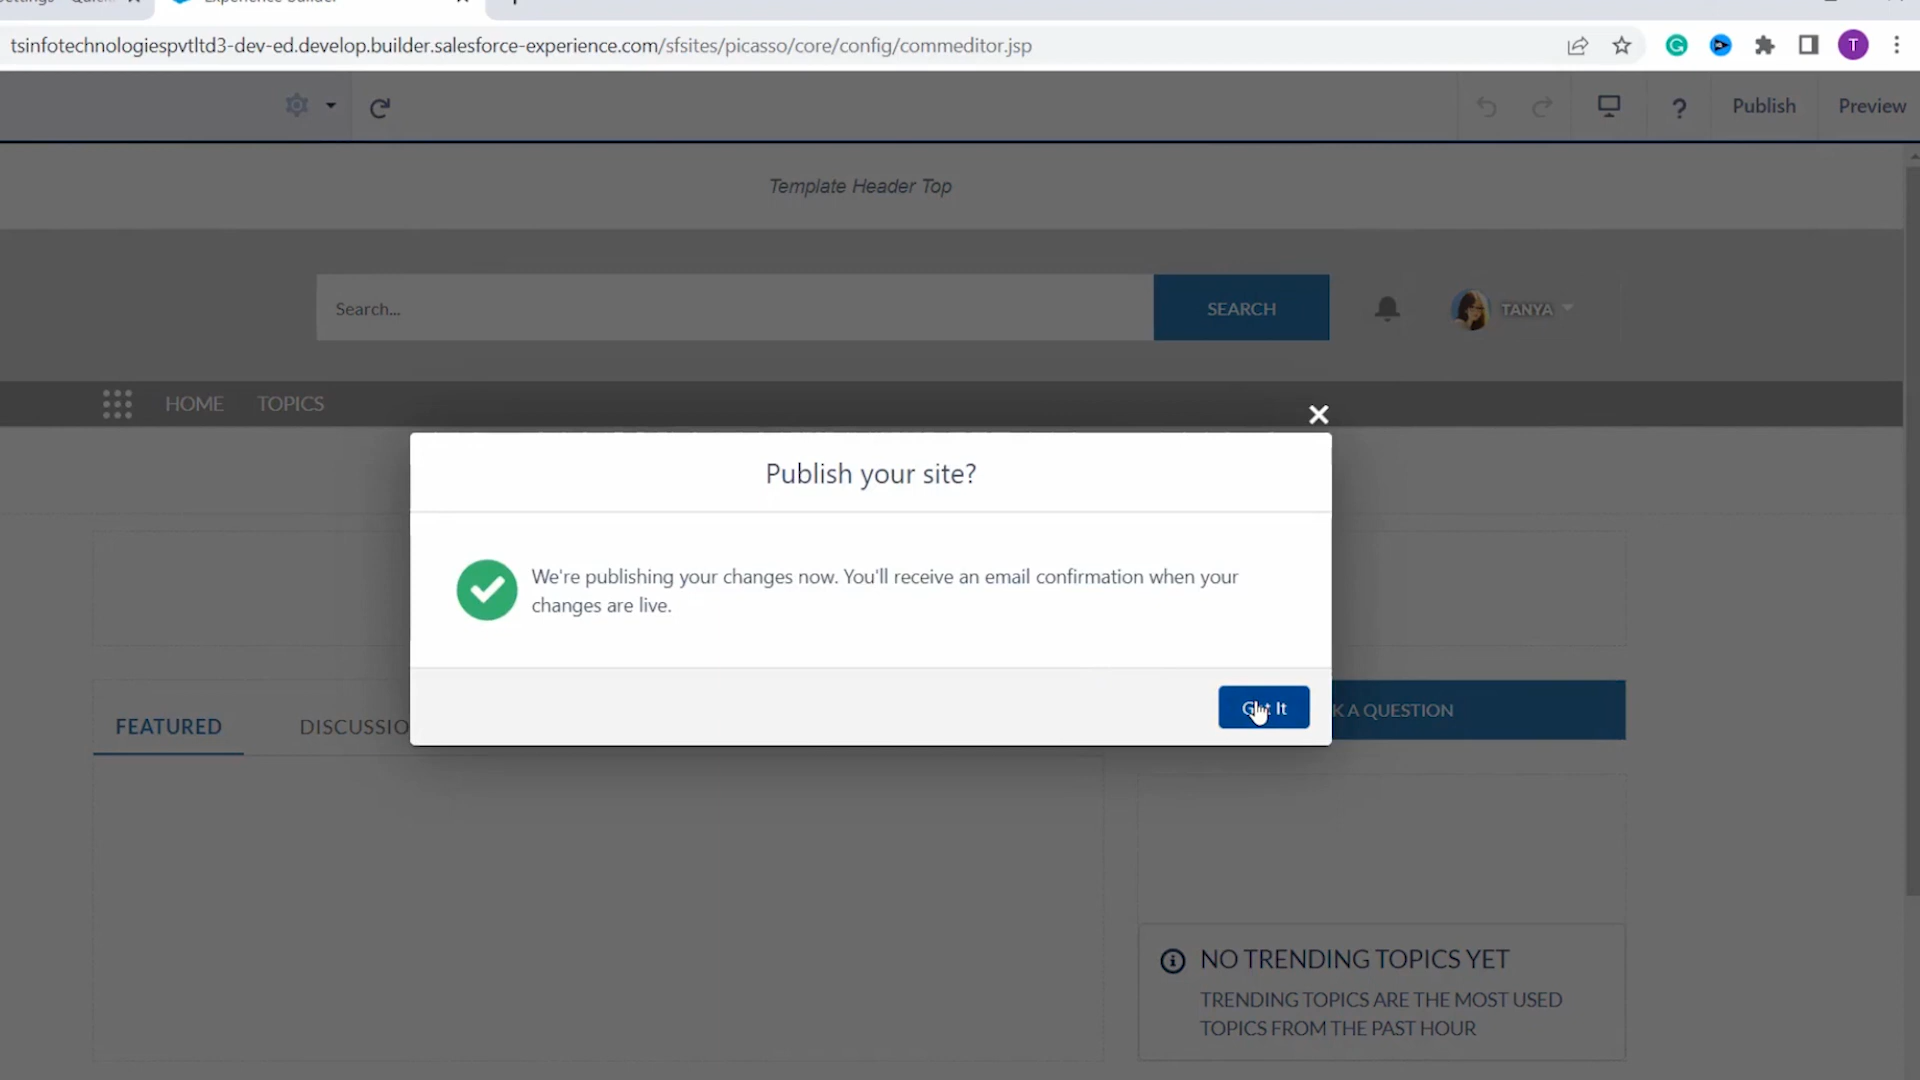 Experience Builder
tsinfotechnologiespvtltd3-dev-ed.develop.builder.salesforce-experience.com/sfsites/picasso/core/config/commeditor.jsp
T
? Publish Preview
Template Header Top
Search... SEARCH TANYA
HOME TOPICS
Publish your site?
We're publishing your changes now. You'll receive an email confirmation when your
changes are live.
Got It
K A QUESTION
FEATURED DISCUSSIO
NO TRENDING TOPICS YET
TRENDING TOPICS ARE THE MOST USED
TOPICS FROM THE PAST HOUR